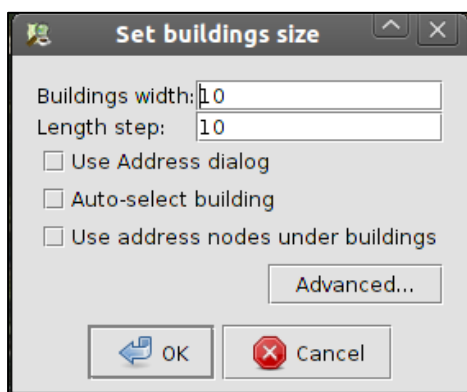 Set buildings size
Buildings width: 10
Length step: 10
Use Address dialog
Auto-select building
Use address nodes under buildings
Advanced...
OK Cancel